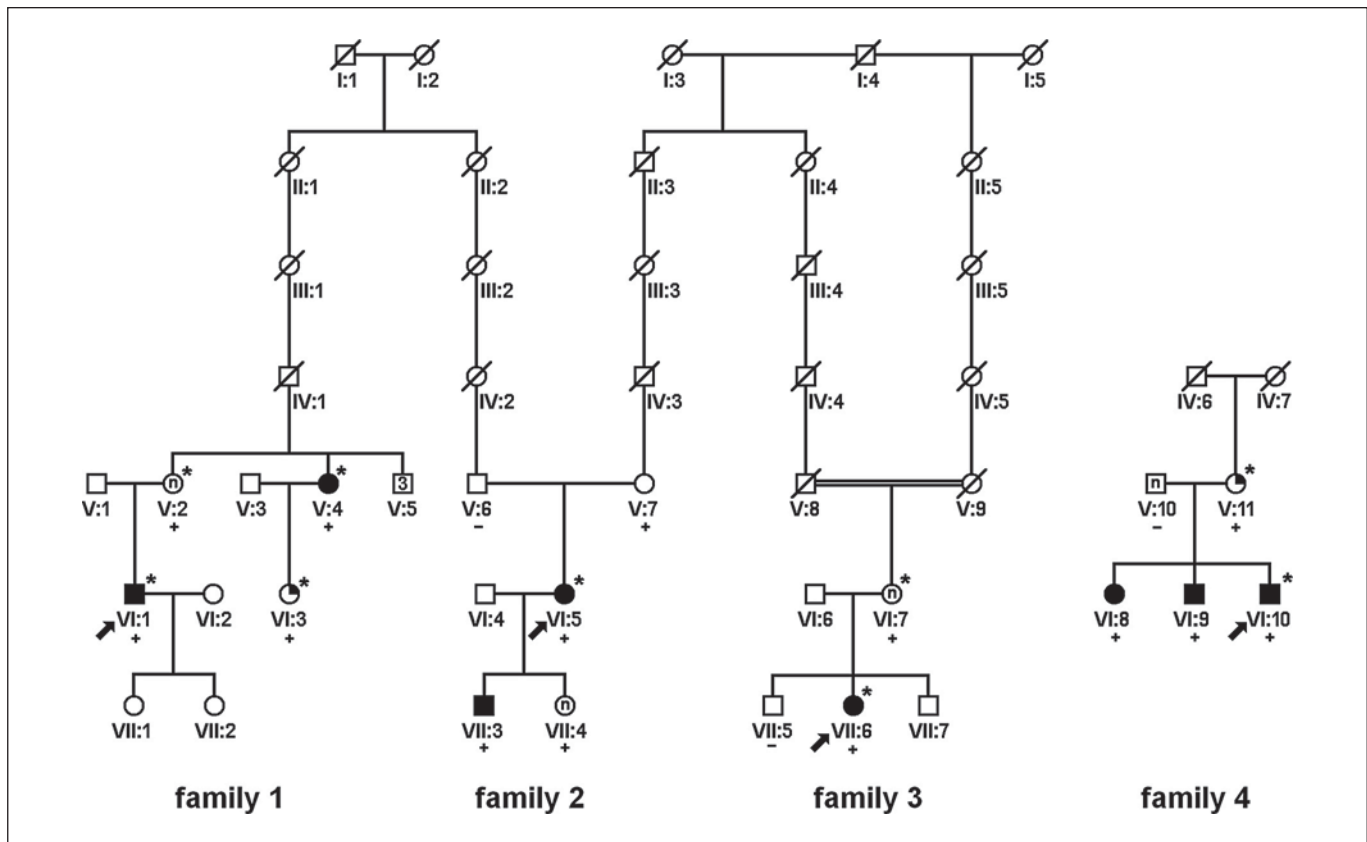 I:1 I:2 I:3 I:4 I:5
II:1 II:2 II:3 II:4 II:5
III:1 III:2 III:3 III:4 III:5
IV:1 IV:2 IV:3 IV:4 IV:5 IV:6 IV:7
n * * 3 n n *
V:1 V:2 V:4 V:3 V:5 V:6 V:7 V:8 V:9 V:10 V:11
+ + - - +
* * * n * *
VI:1 VI:2 VI:3 VI:4 VI:5 VI:6 VI:7 VI:8 VI:9 VI:10
+ + + + + + +
n *
VII:1 VII:2 VII:3 VII:4 VII:5 VII:6 VII:7
+ + - +
family 1 family 2 family 3 family 4